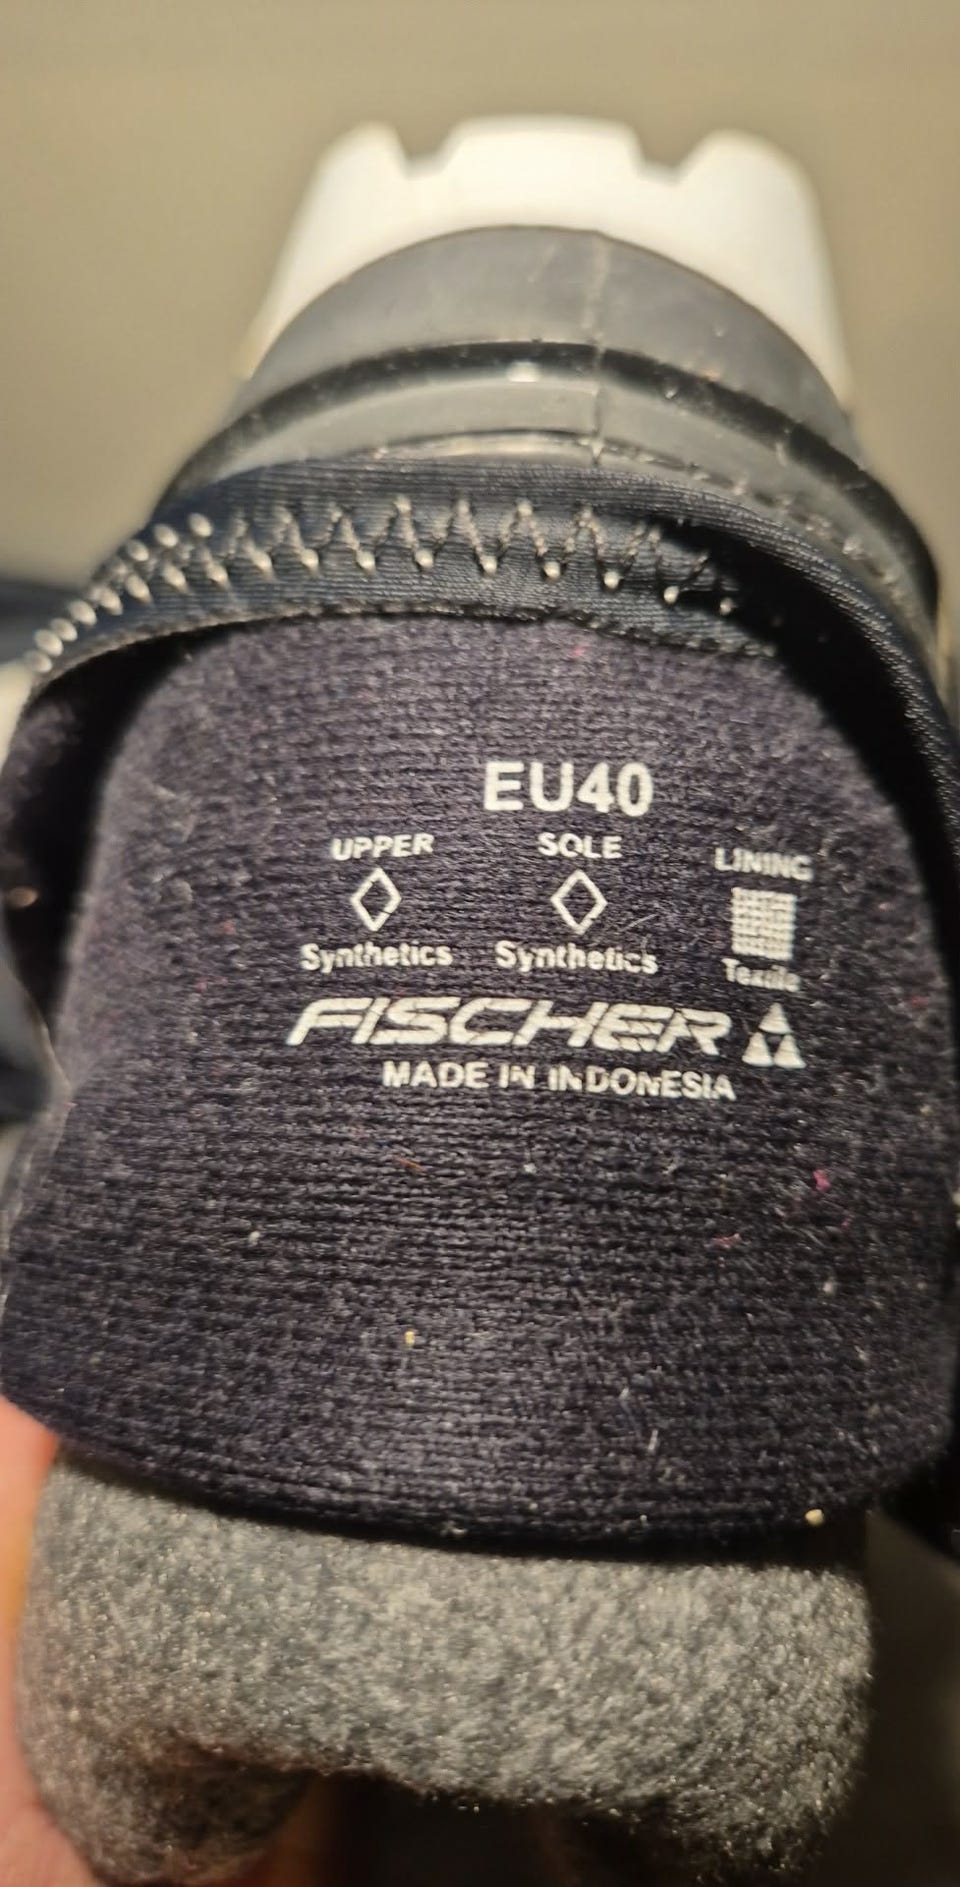 EU40
UPPER SOLE LINING
Synthetics Synthetics Textile
FISCHER
MADE IN INDONESIA